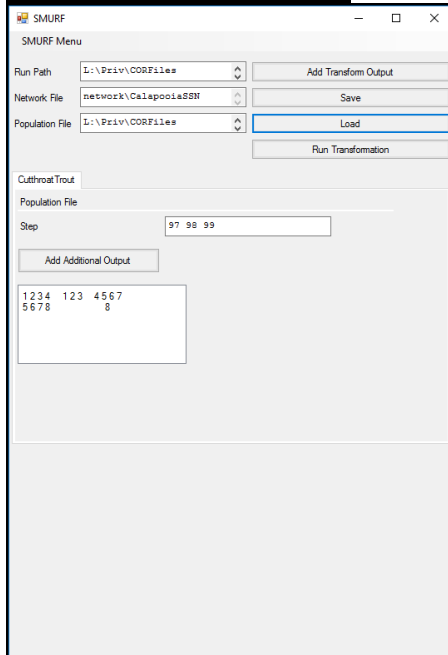 SMURF
SMURF Menu
Run Path L:\Priv\CORFiles Add Transform Output
Network File network\CalapooiaSSN Save
Population File L:\Priv\CORFiles Load
Run Transformation
Cutthroat Trout
Population File
Step 97 98 99
Add Additional Output
1234 123 4567
5678 8